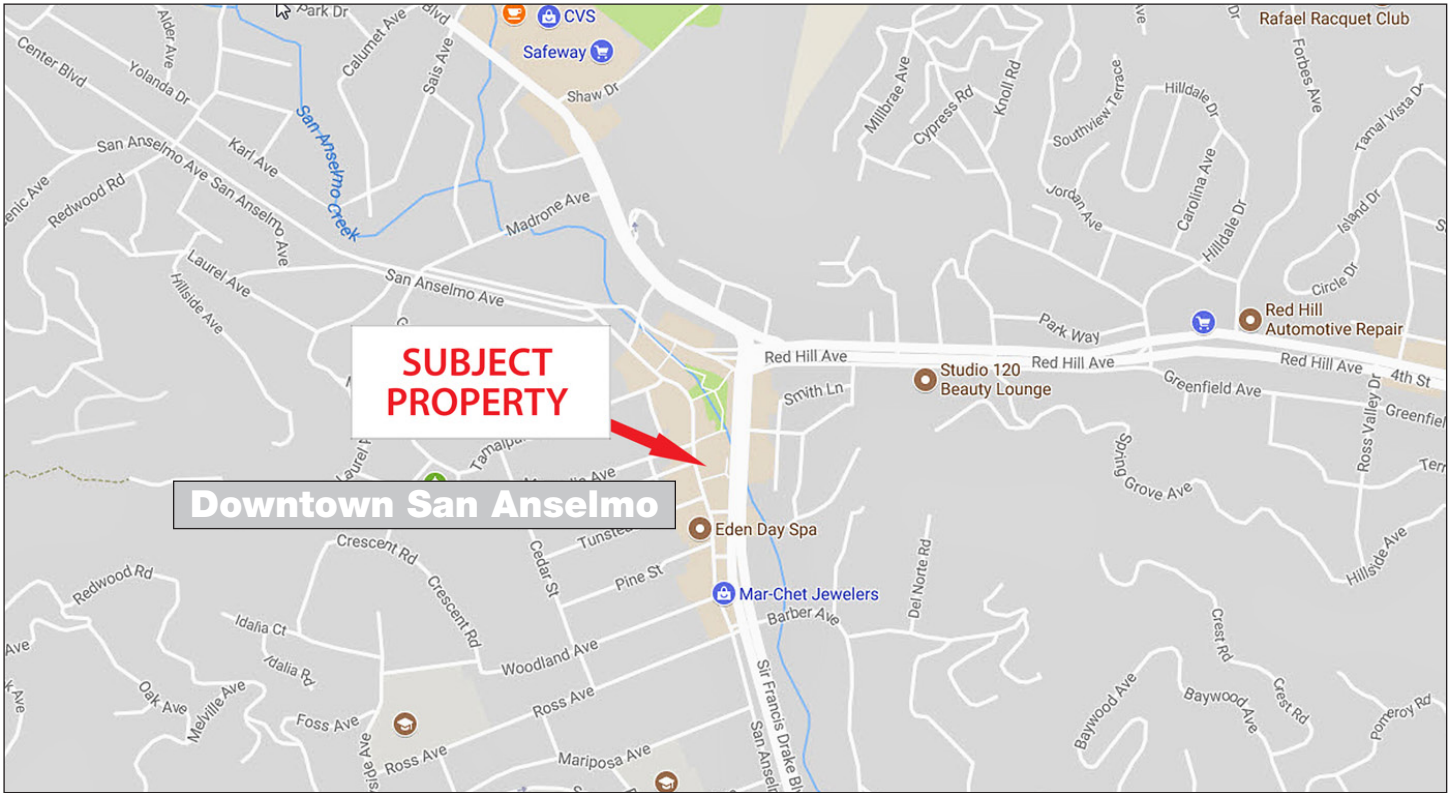 Park Dr
Blvd
CVS
Safeway
Rafael Racquet Club
Alder Ave
Calumet Ave
Sais Ave
Center Blvd
Yolanda Dr
Shaw Dr
Millbrae Ave
Cypress Rd
Knoll Rd
Southview Terrace
Hilldale Dr
Forbes Ave
Tamal Vista Dr
San Anselmo Creek
San Anselmo Ave
San Anselmo Ave
Karl Ave
Redwood Rd
Madrone Ave
Jordan Ave
Carolina Ave
Hilldale Dr
Island Dr
Circle Dr
Laurel Ave
Hillside Ave
San Anselmo Ave
Park Way
Red Hill
Automotive Repair
SUBJECT
PROPERTY
Red Hill Ave
Red Hill Ave
Red Hill Ave
4th St
Studio 120
Beauty Lounge
Smith Ln
Greenfield Ave
Ross Valley Dr
Spring Grove Ave
Downtown San Anselmo
Eden Day Spa
Crescent Rd
Cedar St
Pine St
Mar-Chet Jewelers
Barber Ave
Del Norte Rd
Hillside Ave
Redwood Rd
Crescent Rd
Idalia Ct
Idalia Rd
Woodland Ave
Oak Ave
Melville Ave
Foss Ave
Ross Ave
Ross Ave
Mariposa Ave
Sir Francis Drake Bl
Crest Rd
Baywood Ave
Baywood Ave
Crest Rd
Pomeroy Rd